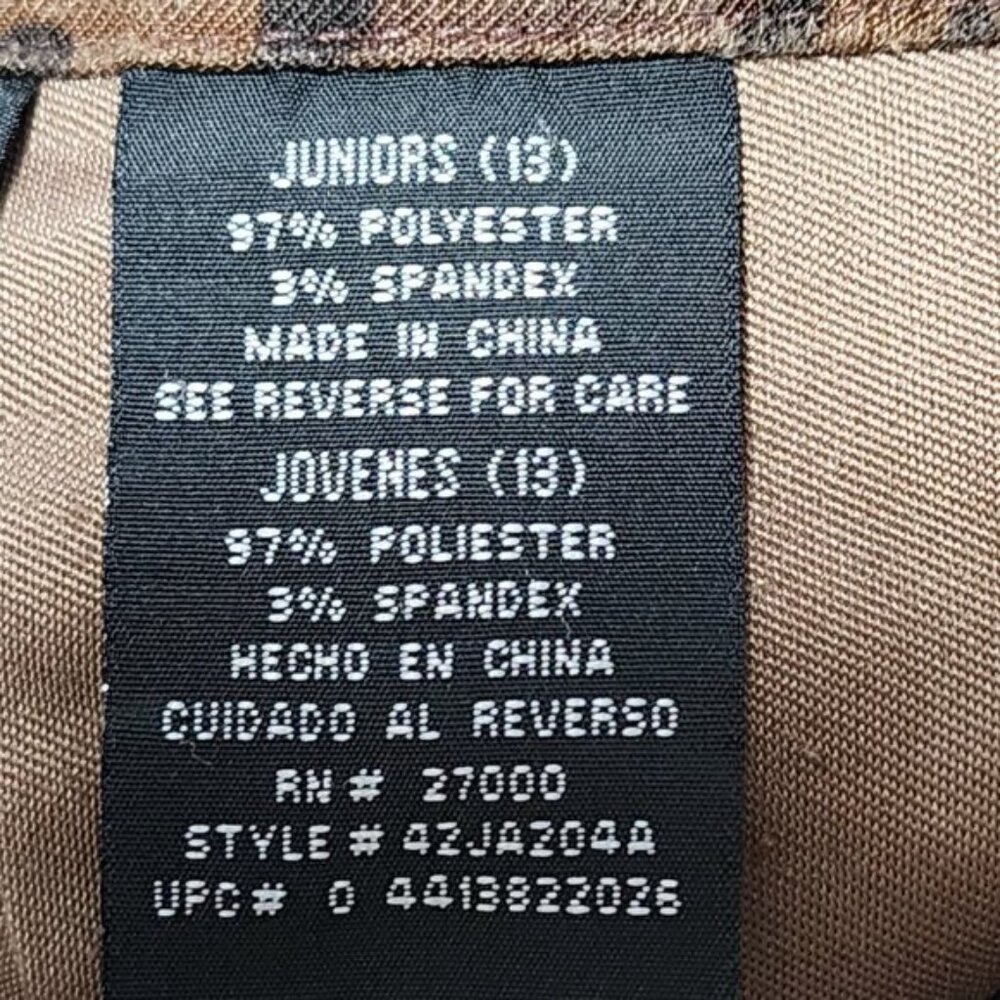 JUNIORS (13)
97% POLYESTER
3% SPANDEX
MADE IN CHINA
SEE REVERSE FOR CARE
JOVENES (13)
97% POLIESTER
3% SPANDEX
HECHO EN CHINA
CUIDADO AL REVERSO
RN # 27000
STYLE # 42JA204A
UPC # 0 4413822026